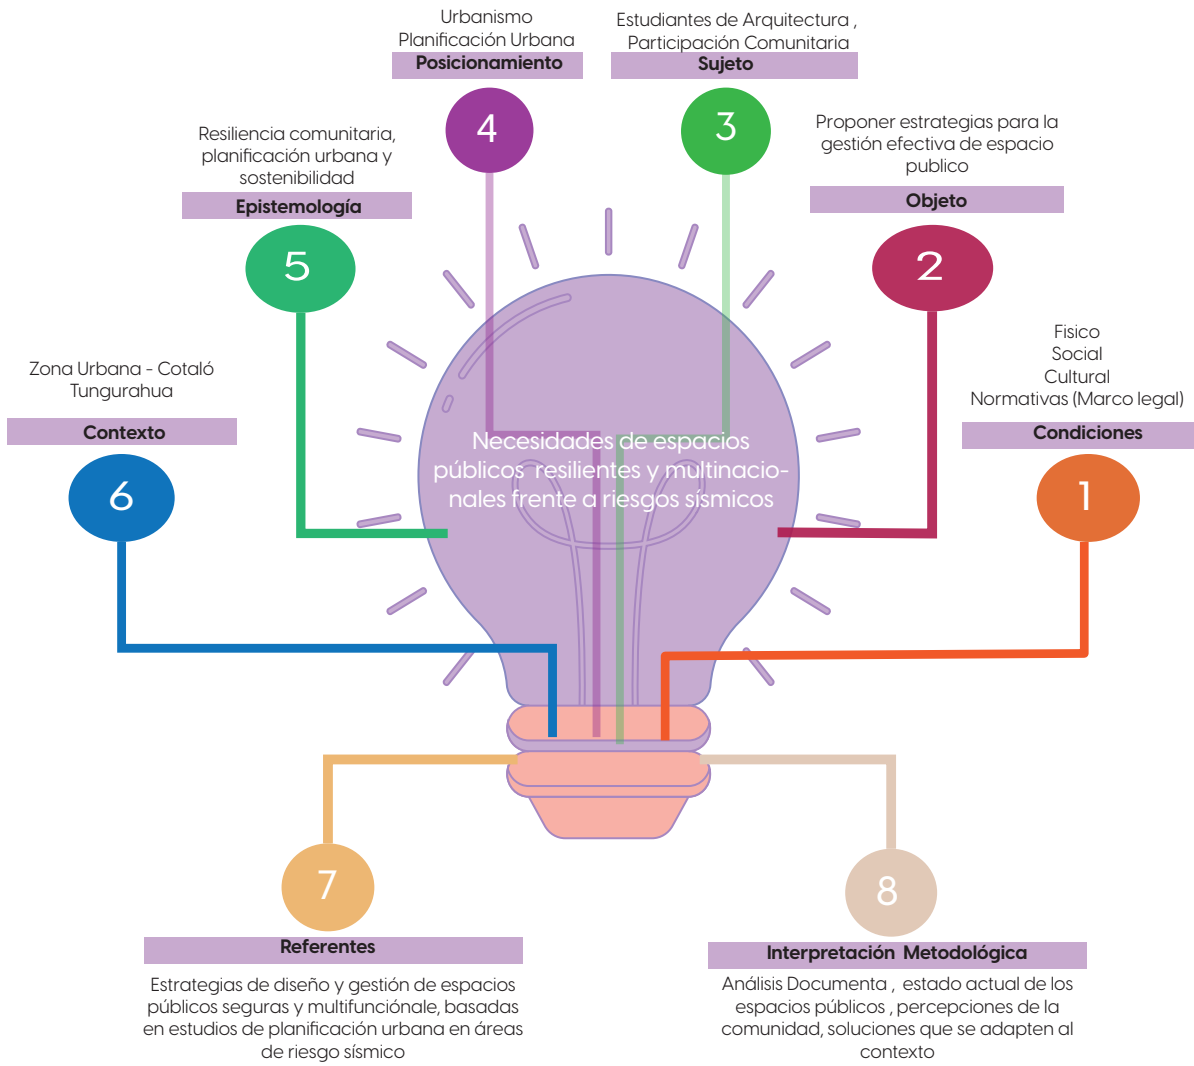 Urbanismo
Planificación Urbana
Posicionamiento
4
Estudiantes de Arquitectura ,
Participación Comunitaria
Sujeto
3
Resiliencia comunitaria,
planificación urbana y
sostenibilidad
Epistemología
5
Proponer estrategias para la
gestión efectiva de espacio
publico
Objeto
2
Zona Urbana - Cotaló
Tungurahua
Contexto
6
Fisico
Social
Cultural
Normativas (Marco legal)
Condiciones
1
Necesidades de espacios
públicos resilientes y multinacio-
nales frente a riesgos sísmicos
7
Referentes
Estrategias de diseño y gestión de espacios
públicos seguras y multifunciónale, basadas
en estudios de planificación urbana en áreas
de riesgo sísmico
8
Interpretación Metodológica
Análisis Documenta , estado actual de los
espacios públicos , percepciones de la
comunidad, soluciones que se adapten al
contexto